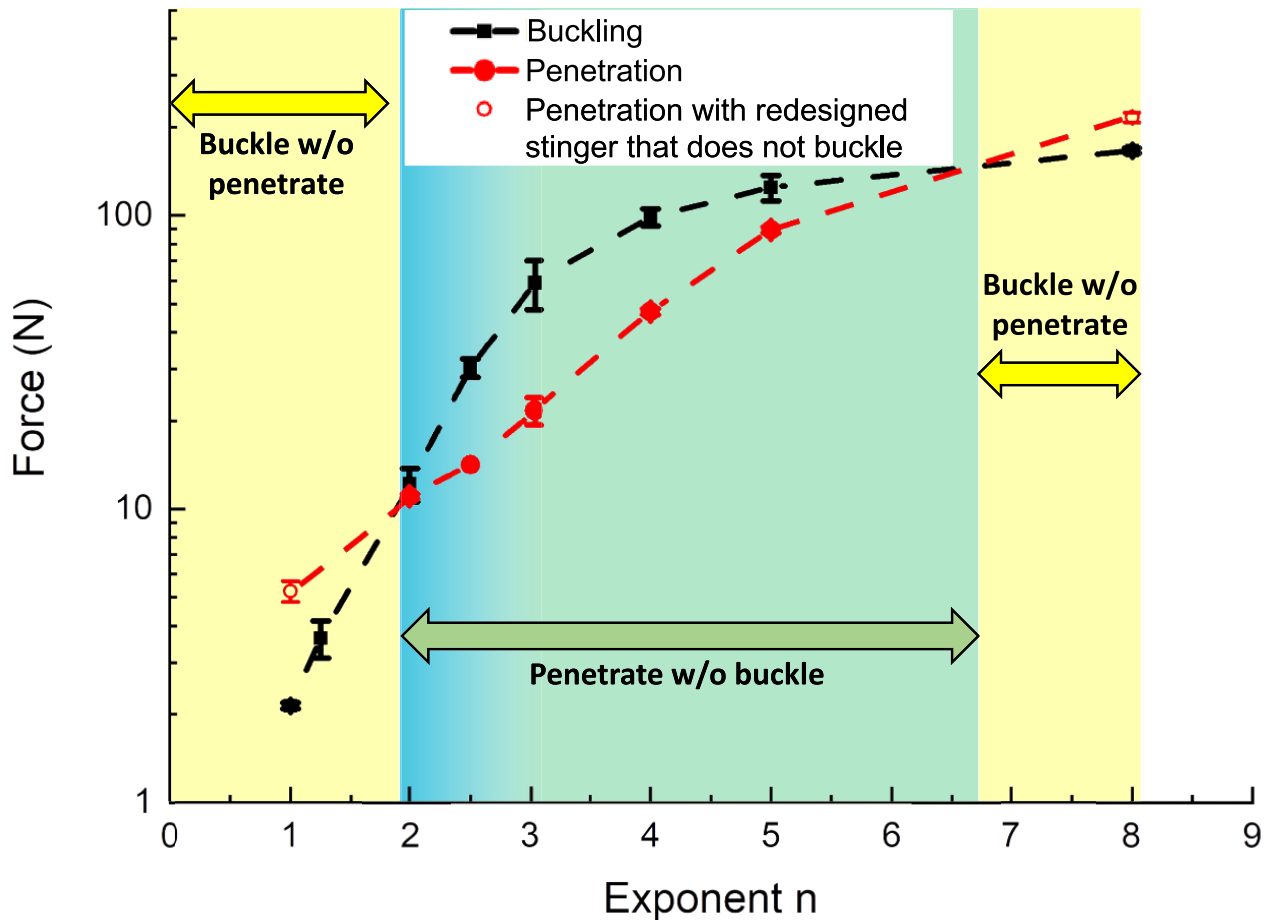 Buckling
Penetration
Penetration with redesigned
stinger that does not buckle
Buckle w/o
penetrate
Buckle w/o
penetrate
Penetrate w/o buckle
Force (N)
100
10
1
0 1 2 3 4 5 6 7 8 9
Exponent n